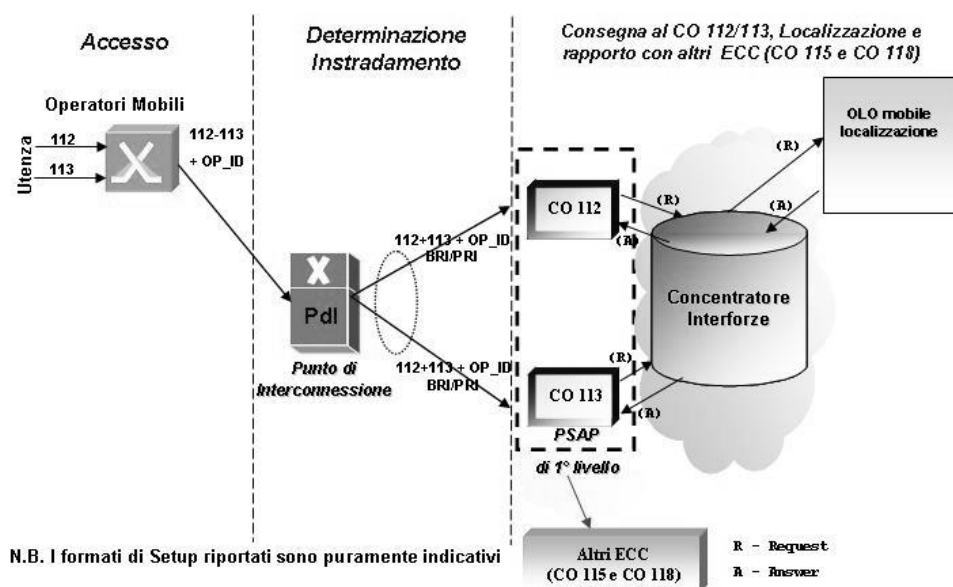 Accesso
Determinazione
Instradamento
Consegna al CO 112/113, Localizzazione e
rapporto con altri ECC (CO 115 e CO 118)
Operatori Mobili
Utenza
112
113
112-113
+ OP_ID
PdI
Punto di
Interconnessione
112+113 + OP_ID
BRI/PRI
112+113 + OP_ID
BRI/PRI
CO 112
CO 113
PSAP
di 1° livello
(R)
(A)
(R)
(A)
(R)
(A)
Concentratore
Interforze
OLO mobile
localizzazione
Altri ECC
(CO 115 e CO 118)
R - Request
A - Answer
N.B. I formati di Setup riportati sono puramente indicativi